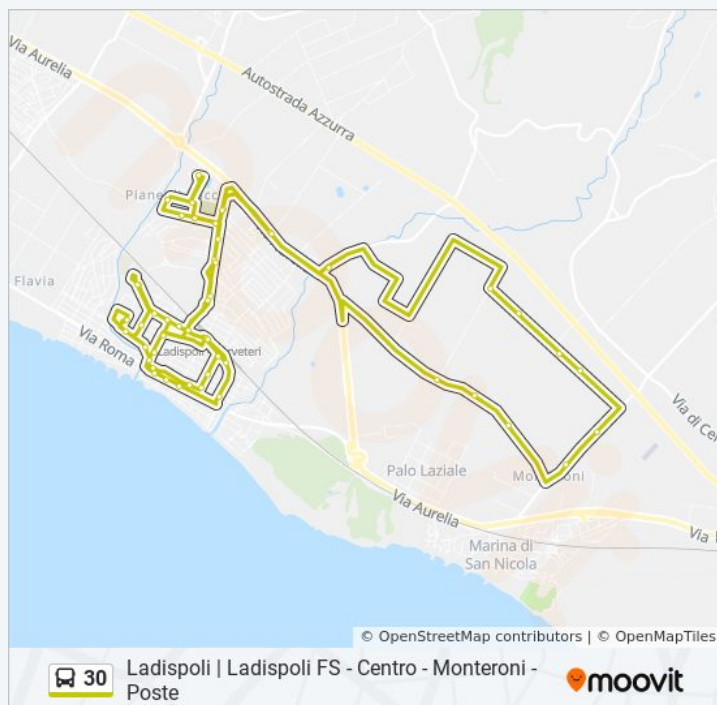 Via Aurelia
Autostrada Azzurra
Flavia
Via Roma
Palo Laziale
Via Aurelia
Marina di
San Nicola
© OpenStreetMap contributors | © OpenMapTiles
30
Ladispoli | Ladispoli FS - Centro - Monteroni -
Poste
moovit